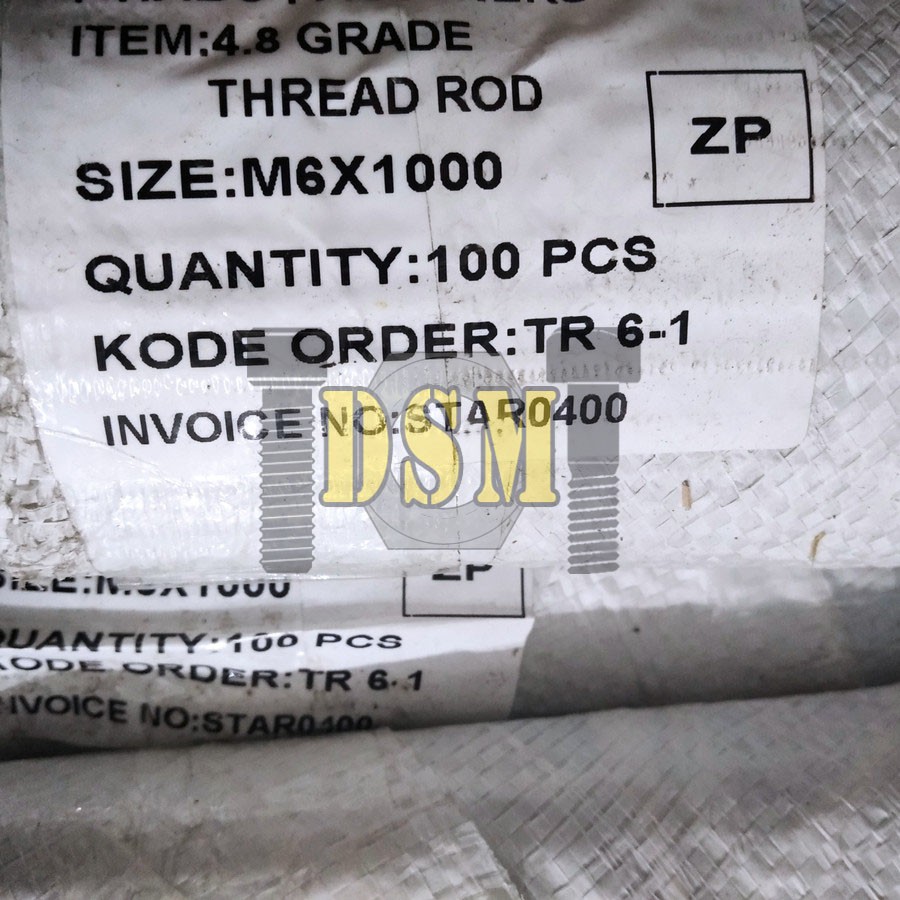 ITEM:4.8 GRADE
THREAD ROD
ZP
SIZE:M6X1000
QUANTITY:100 PCS
KODE ORDER:TR 6-1
INVOICE NO:STAR0400
DSM
ZP
QUANTITY:100 PCS
KODE ORDER:TR 6-1
INVOICE NO:STAR0400